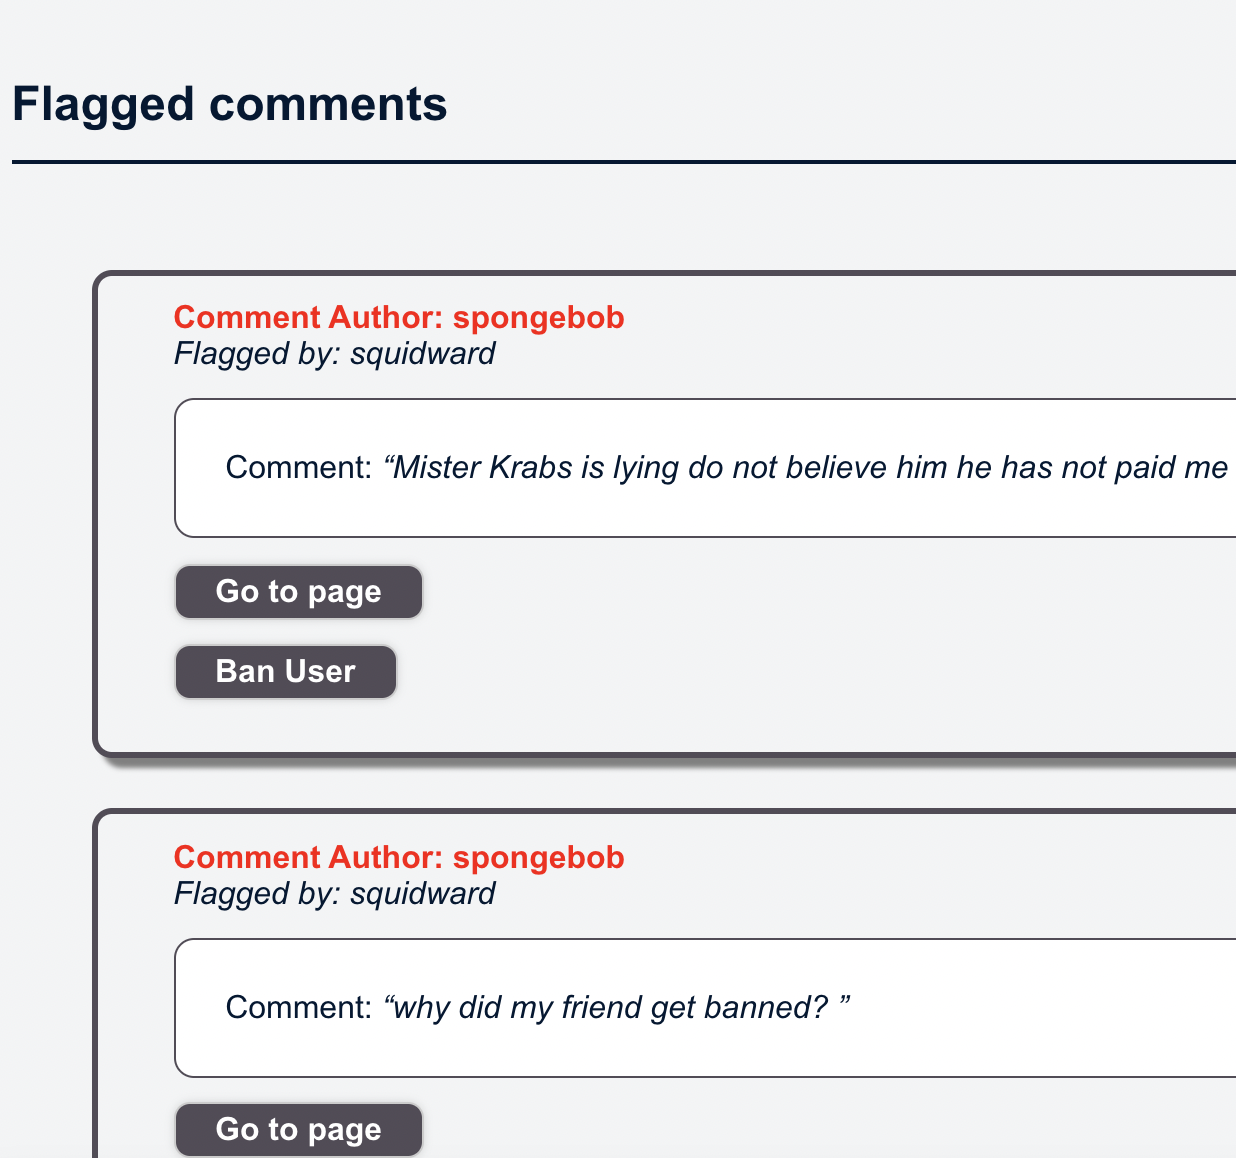 Flagged comments
Comment Author: spongebob
Flagged by: squidward
Comment: “Mister Krabs is lying do not believe him he has not paid me
Go to page
Ban User
Comment Author: spongebob
Flagged by: squidward
Comment: “why did my friend get banned? ”
Go to page